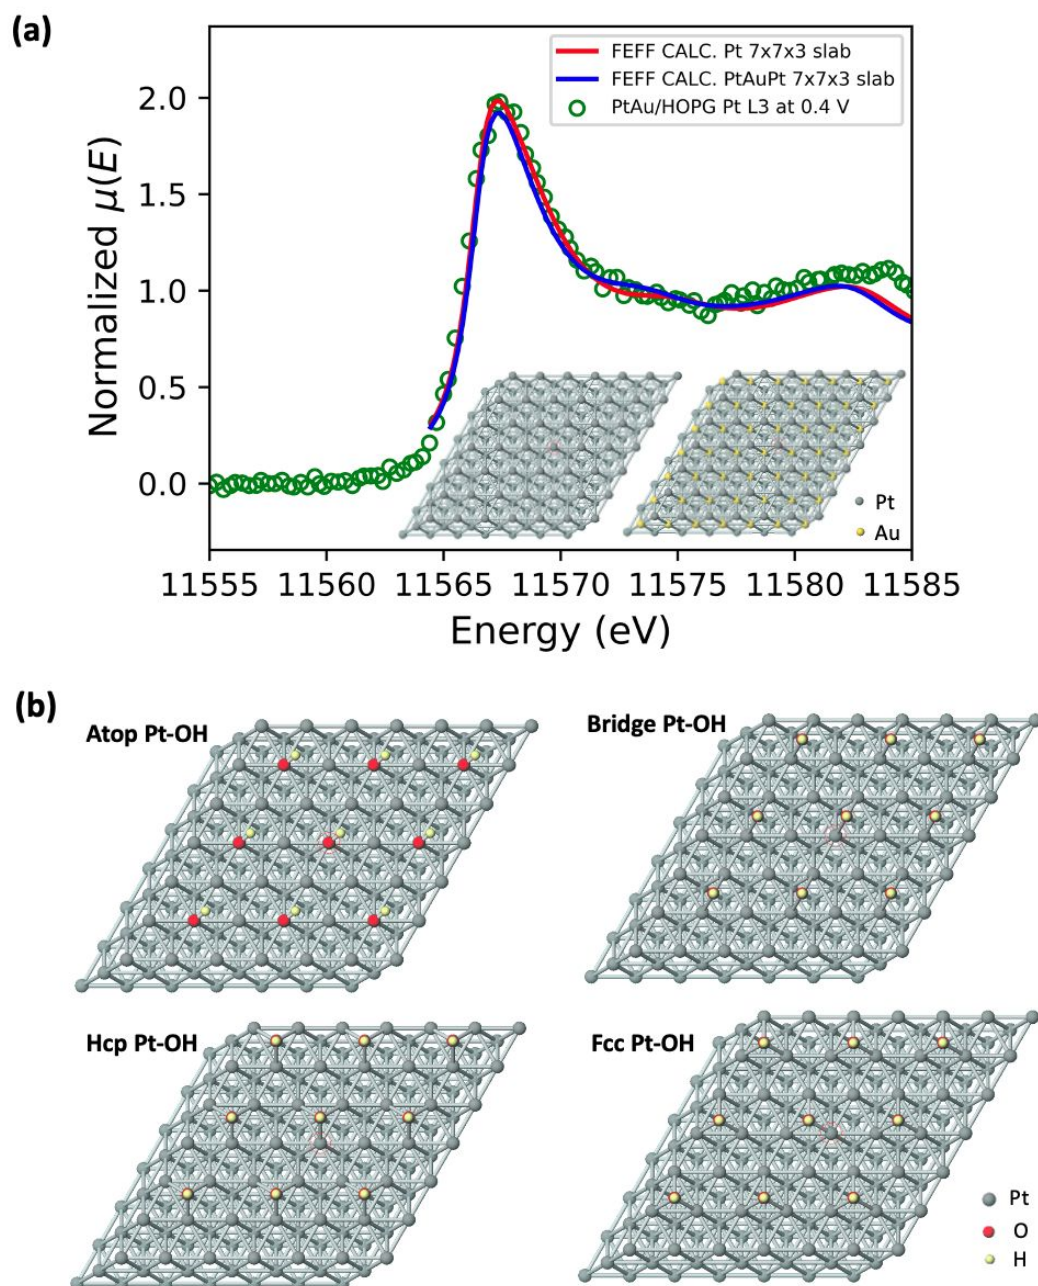 (a)
FEFF CALC. Pt 7x7x3 slab
FEFF CALC. PtAuPt 7x7x3 slab
PtAu/HOPG Pt L3 at 0.4 V
Normalized μ(E)
2.0
1.5
1.0
0.5
0.0
Pt
Au
11555 11560 11565 11570 11575 11580 11585
Energy (eV)
(b)
Atop Pt-OH
Bridge Pt-OH
Hcp Pt-OH
Fcc Pt-OH
Pt
O
H